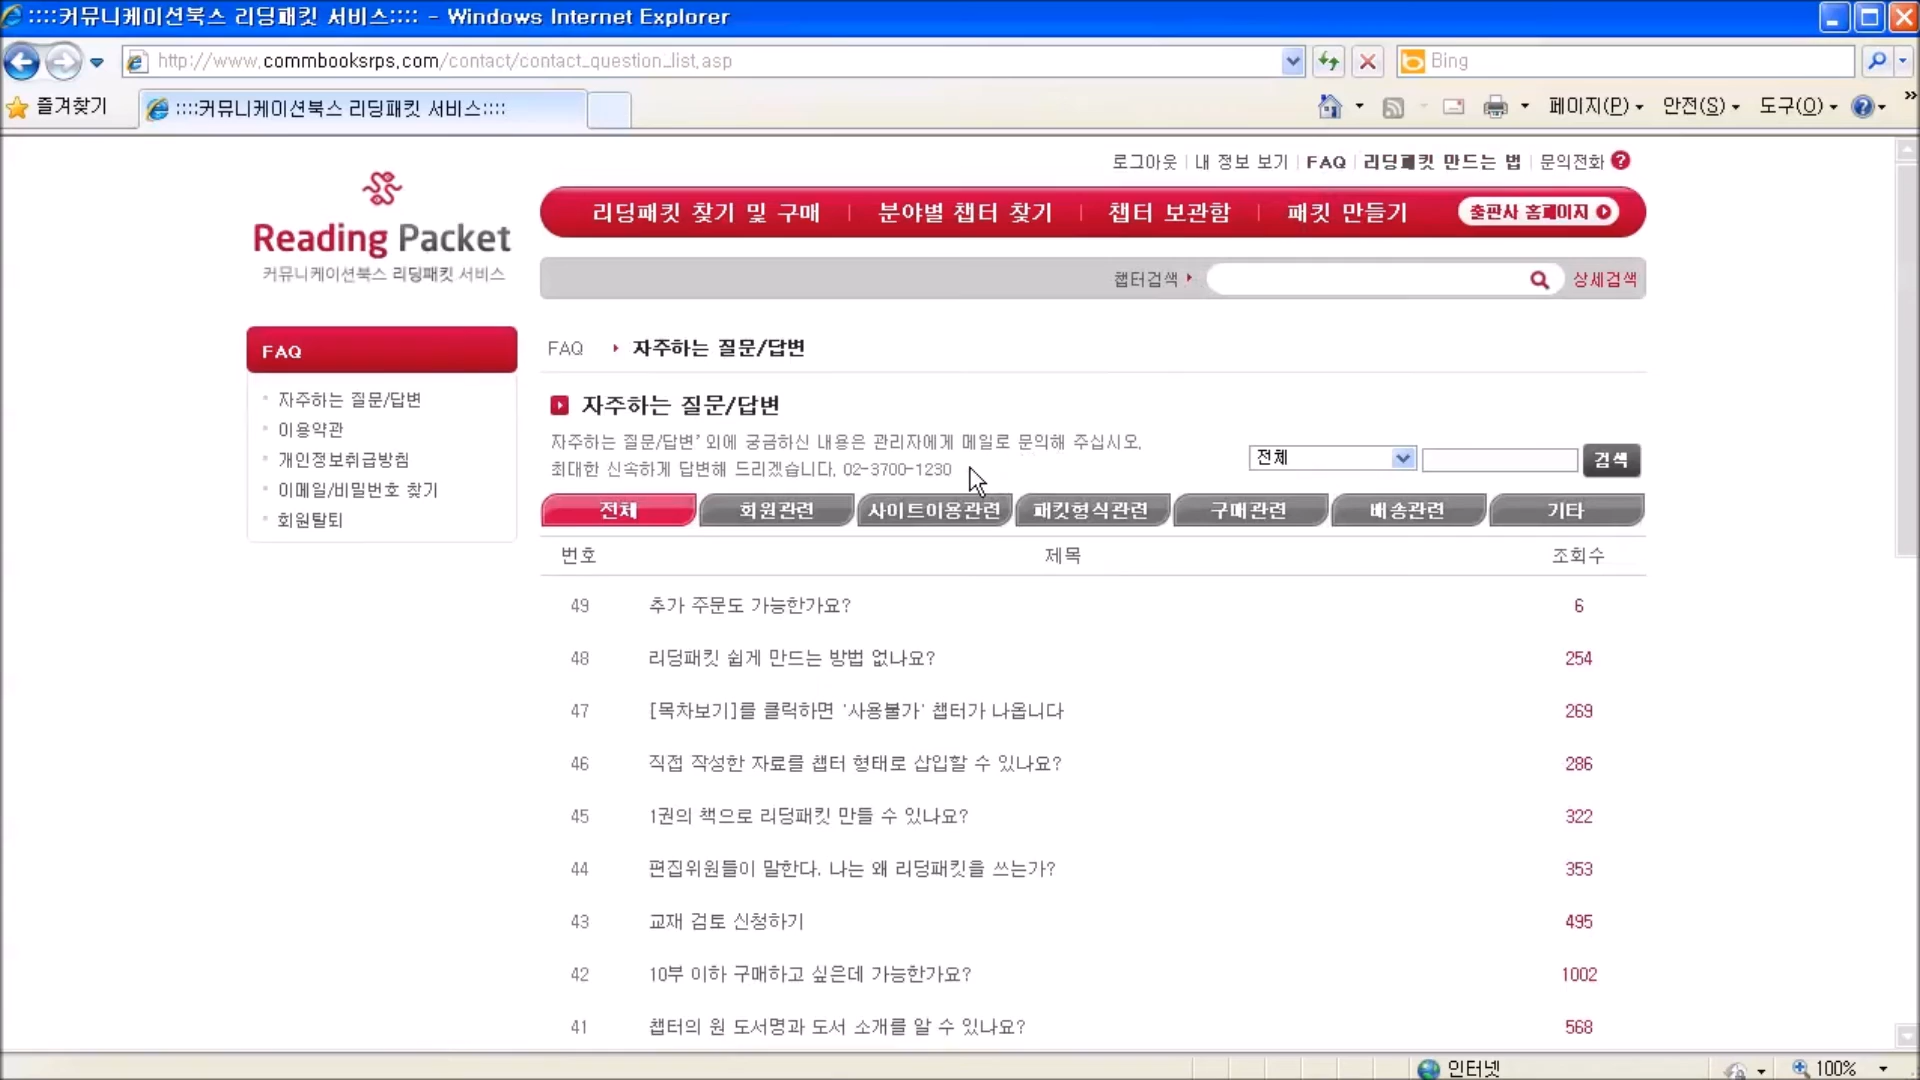 ::::커뮤니케이션북스 리딩패킷 서비스:::: - Windows Internet Explorer
http://www.commbooksrps.com/contact/contact_question_list.asp
Bing
즐겨찾기
::::커뮤니케이션북스 리딩패킷 서비스::::
페이지(P) 안전(S) 도구(O)
로그아웃 | 내 정보 보기 | FAQ | 리딩패킷 만드는 법 | 문의전화 ?
Reading Packet
커뮤니케이션북스 리딩패킷 서비스
리딩패킷 찾기 및 구매 | 분야별 챕터 찾기 | 챕터 보관함 | 패킷 만들기 출판사 홈페이지
챕터검색 상세검색
FAQ
자주하는 질문/답변
이용약관
개인정보취급방침
이메일/비밀번호 찾기
회원탈퇴
FAQ 자주하는 질문/답변
자주하는 질문/답변
자주하는 질문/답변' 외에 궁금하신 내용은 관리자에게 메일로 문의해 주십시오.
최대한 신속하게 답변해 드리겠습니다. 02-3700-1230
전체 검색
전체 회원관련 사이트이용관련 패킷형식관련 구매관련 배송관련 기타
번호 제목 조회수
49 추가 주문도 가능한가요? 6
48 리딩패킷 쉽게 만드는 방법 없나요? 254
47 [목차보기]를 클릭하면 '사용불가' 챕터가 나옵니다 269
46 직접 작성한 자료를 챕터 형태로 삽입할 수 있나요? 286
45 1권의 책으로 리딩패킷 만들 수 있나요? 322
44 편집위원들이 말한다. 나는 왜 리딩패킷을 쓰는가? 353
43 교재 검토 신청하기 495
42 10부 이하 구매하고 싶은데 가능한가요? 1002
41 챕터의 원 도서명과 도서 소개를 알 수 있나요? 568
인터넷 100%